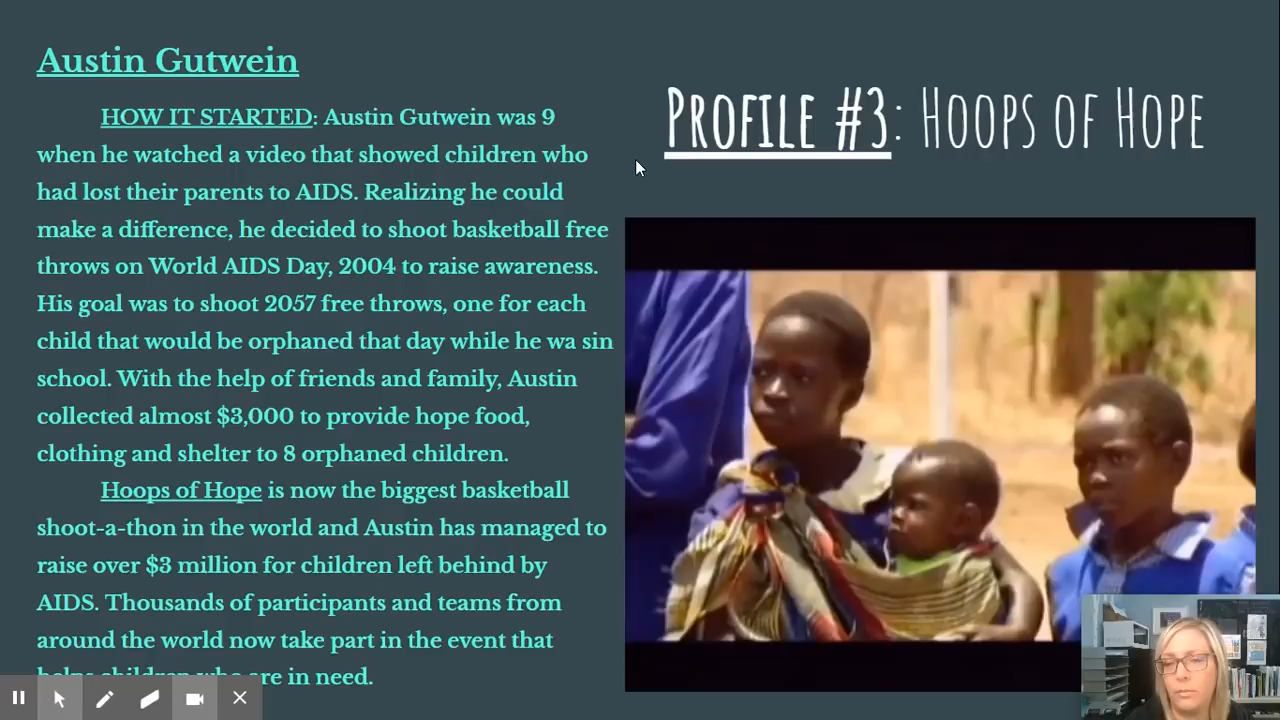 Austin Gutwein
HOW IT STARTED: Austin Gutwein was 9
when he watched a video that showed children who
had lost their parents to AIDS. Realizing he could
make a difference, he decided to shoot basketball free
throws on World AIDS Day, 2004 to raise awareness.
His goal was to shoot 2057 free throws, one for each
child that would be orphaned that day while he wa sin
school. With the help of friends and family, Austin
collected almost $3,000 to provide hope food,
clothing and shelter to 8 orphaned children.
Hoops of Hope is now the biggest basketball
shoot-a-thon in the world and Austin has managed to
raise over $3 million for children left behind by
AIDS. Thousands of participants and teams from
around the world now take part in the event that
helps children who are in need.
Profile #3: Hoops of Hope